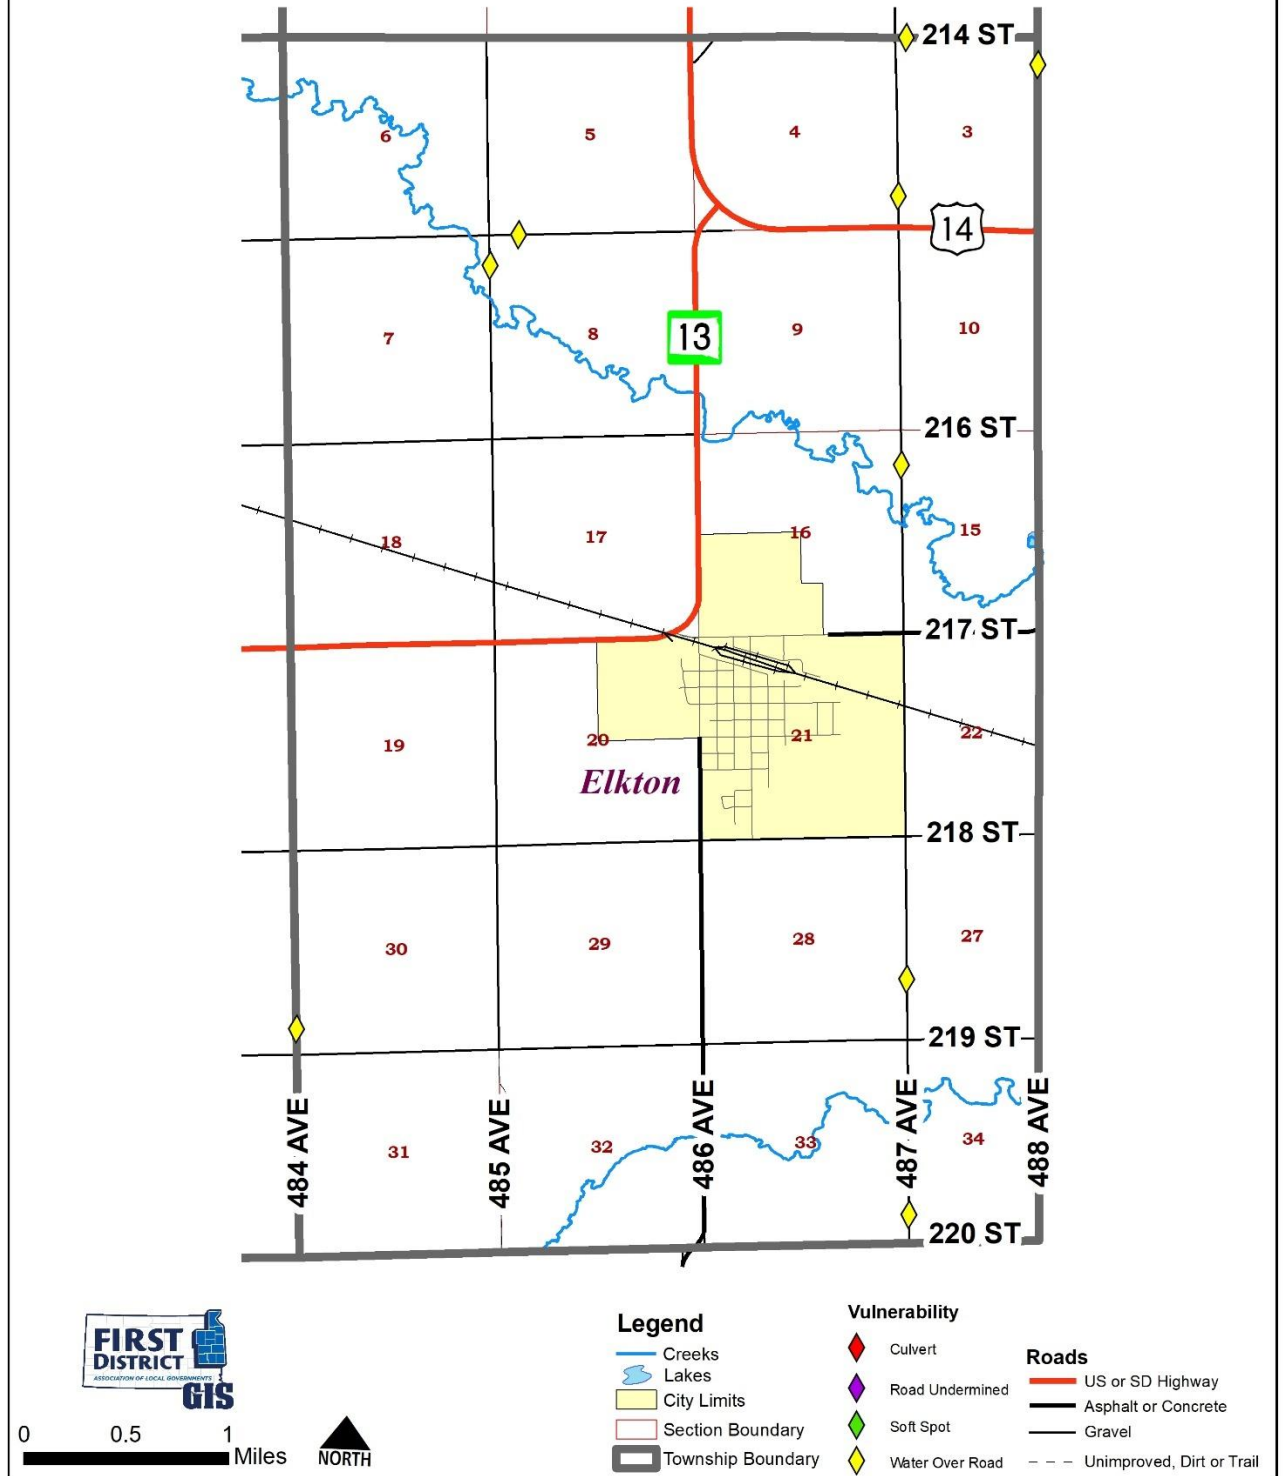 214 ST
6
5
4
3
14
7
8
13
9
10
216 ST
18
17
16
15
217 ST
19
20
21
22
Elkton
218 ST
30
29
28
27
219 ST
484 AVE
485 AVE
486 AVE
487 AVE
488 AVE
31
32
33
34
220 ST
FIRST
DISTRICT
ASSOCIATION OF LOCAL GOVERNMENTS
GIS
0 0.5 1
Miles
NORTH
Legend
Creeks
Lakes
City Limits
Section Boundary
Township Boundary
Vulnerability
Culvert
Road Undermined
Soft Spot
Water Over Road
Roads
US or SD Highway
Asphalt or Concrete
Gravel
Unimproved, Dirt or Trail